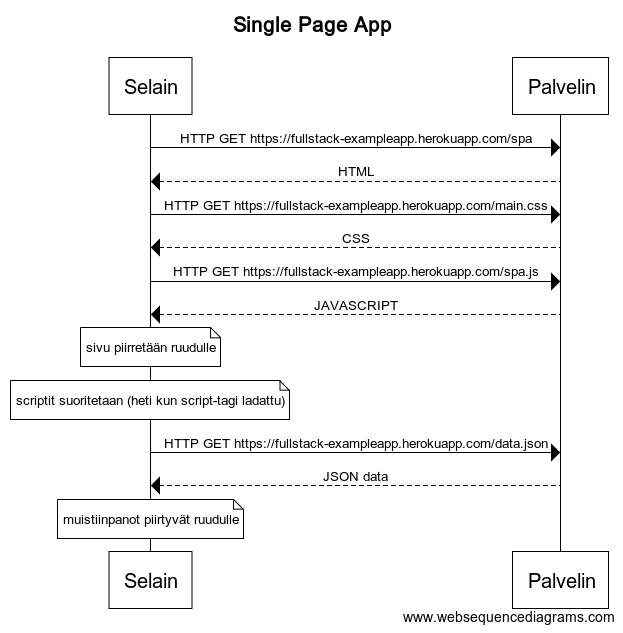 Single Page App
Selain
Palvelin
HTTP GET https://fullstack-exampleapp.herokuapp.com/spa
HTML
HTTP GET https://fullstack-exampleapp.herokuapp.com/main.css
CSS
HTTP GET https://fullstack-exampleapp.herokuapp.com/spa.js
JAVASCRIPT
sivu piirretään ruudulle
scriptit suoritetaan (heti kun script-tagi ladattu)
HTTP GET https://fullstack-exampleapp.herokuapp.com/data.json
JSON data
muistiinpanot piirtyvät ruudulle
Selain
Palvelin
www.websequencediagrams.com